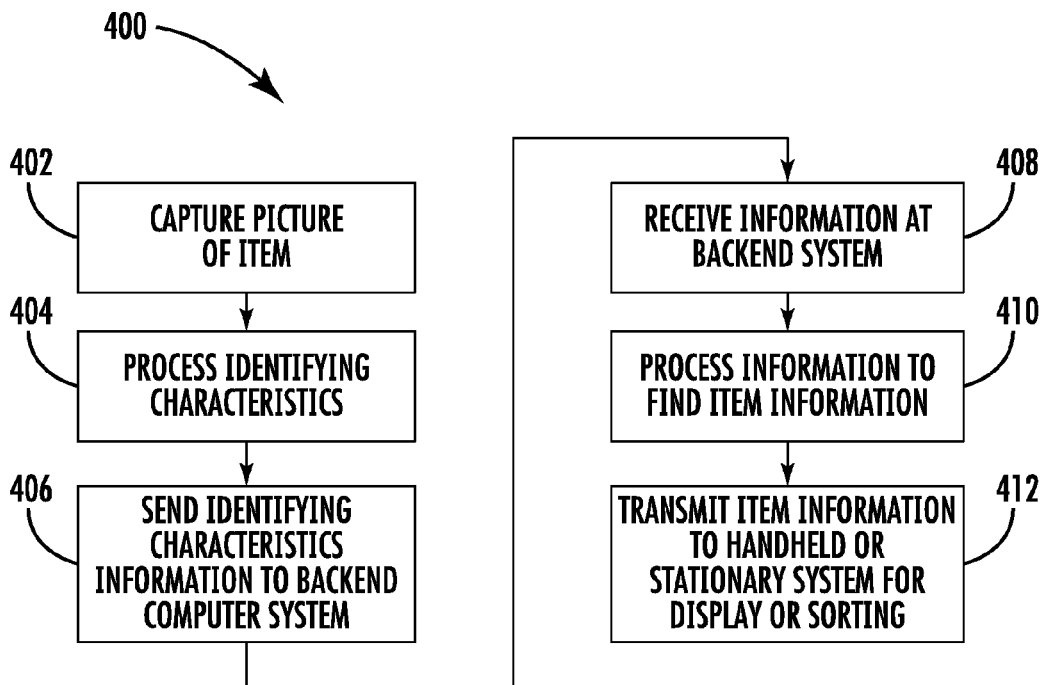 400
402
CAPTURE PICTURE
OF ITEM
404
PROCESS IDENTIFYING
CHARACTERISTICS
406
SEND IDENTIFYING
CHARACTERISTICS
INFORMATION TO BACKEND
COMPUTER SYSTEM
408
RECEIVE INFORMATION AT
BACKEND SYSTEM
410
PROCESS INFORMATION TO
FIND ITEM INFORMATION
412
TRANSMIT ITEM INFORMATION
TO HANDHELD OR
STATIONARY SYSTEM FOR
DISPLAY OR SORTING